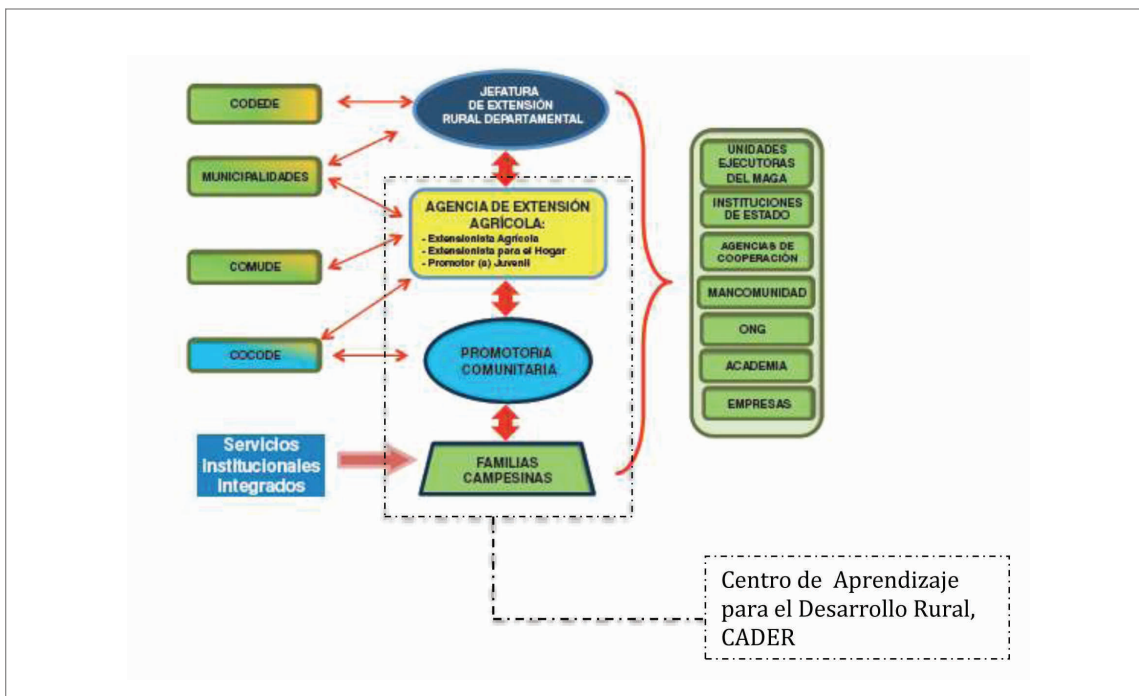 CODEDE
MUNICIPALIDADES
COMUDE
COCODE
Servicios
Institucionales
Integrados
JEFATURA
DE EXTENSIÓN
RURAL DEPARTAMENTAL
AGENCIA DE EXTENSIÓN
AGRÍCOLA:
- Extensionista Agrícola
- Extensionista para el Hogar
- Promotor (a) Juvenil
PROMOTORÍA
COMUNITARIA
FAMILIAS
CAMPESINAS
UNIDADES
EJECUTORAS
DEL MAGA
INSTITUCIONES
DE ESTADO
AGENCIAS DE
COOPERACIÓN
MANCOMUNIDAD
ONG
ACADEMIA
EMPRESAS
Centro de Aprendizaje
para el Desarrollo Rural,
CADER